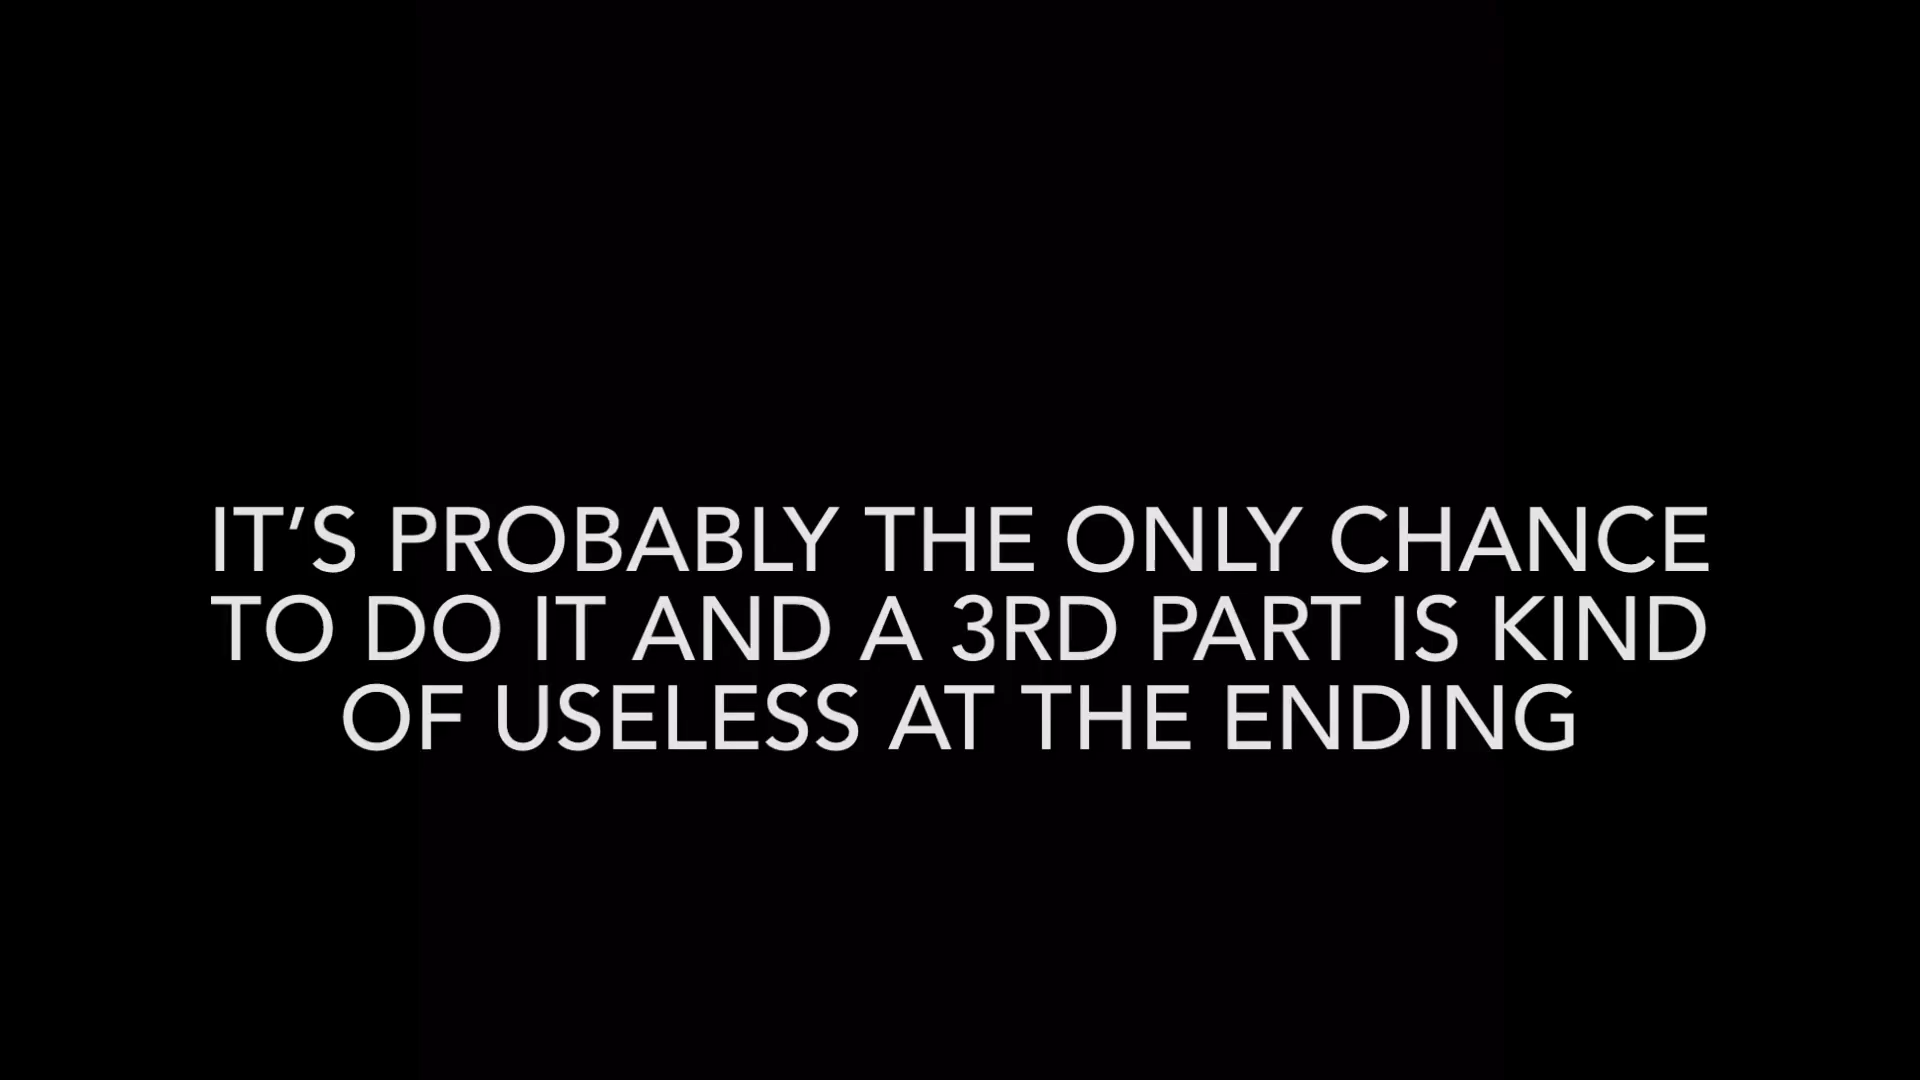 IT’S PROBABLY THE ONLY CHANCE
TO DO IT AND A 3RD PART IS KIND
OF USELESS AT THE ENDING